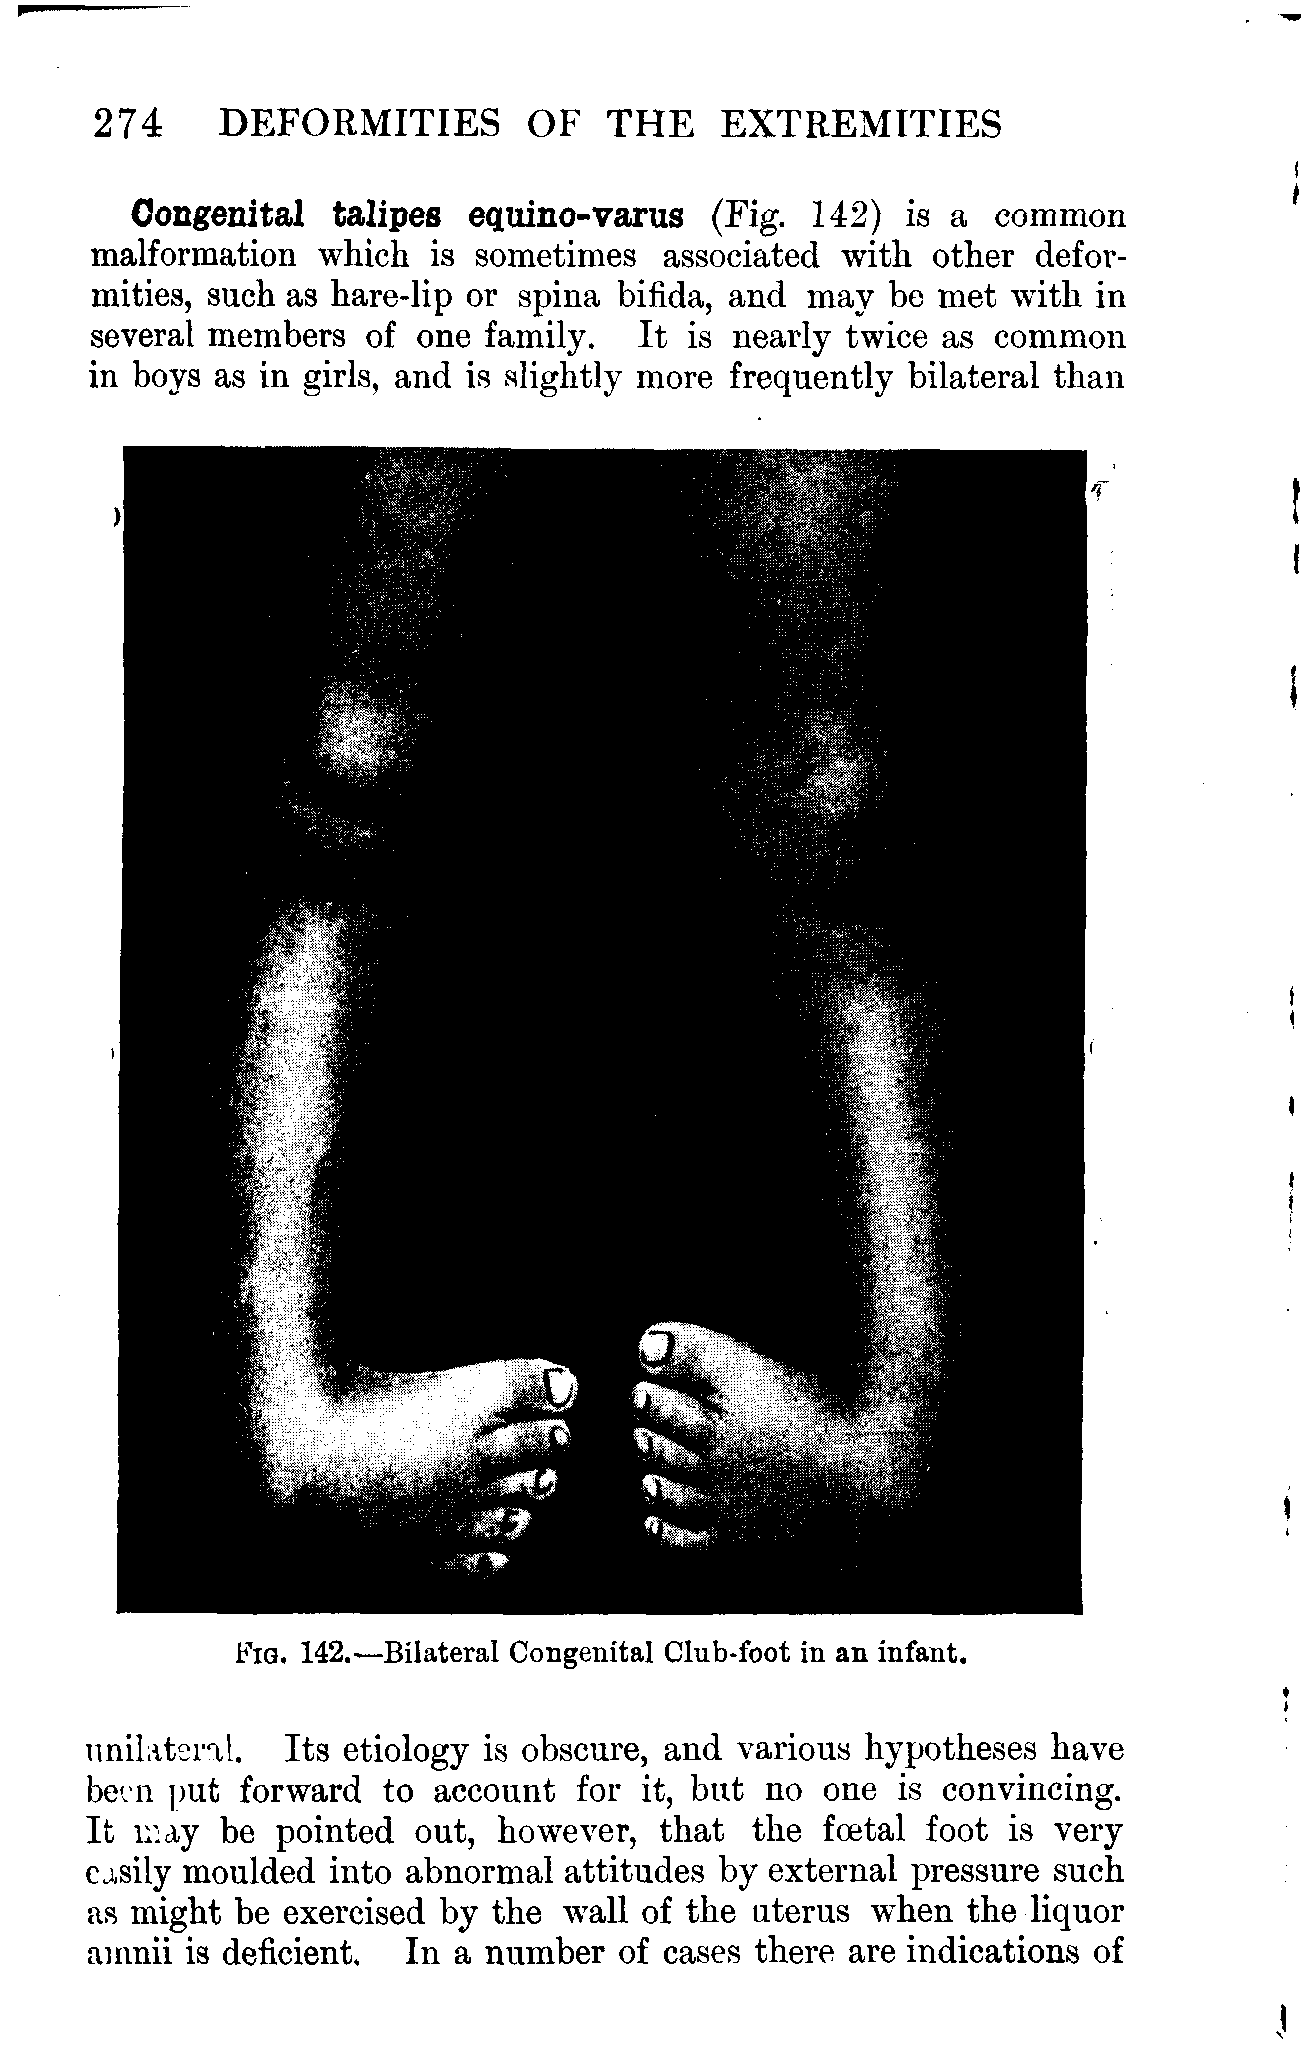 274 DEFORMITIES OF THE EXTREMITIES
Congenital talipes equino-varus (Fig. 142) is a common
malformation which is sometimes associated with other defor-
mities, such as hare-lip or spina bifida, and may be met with in
several members of one family. It is nearly twice as common
in boys as in girls, and is slightly more frequently bilateral than
FIG. 142.—Bilateral Congenital Club-foot in an infant.
unilateral. Its etiology is obscure, and various hypotheses have
been put forward to account for it, but no one is convincing.
It may be pointed out, however, that the fœtal foot is very
easily moulded into abnormal attitudes by external pressure such
as might be exercised by the wall of the uterus when the liquor
amnii is deficient. In a number of cases there are indications of